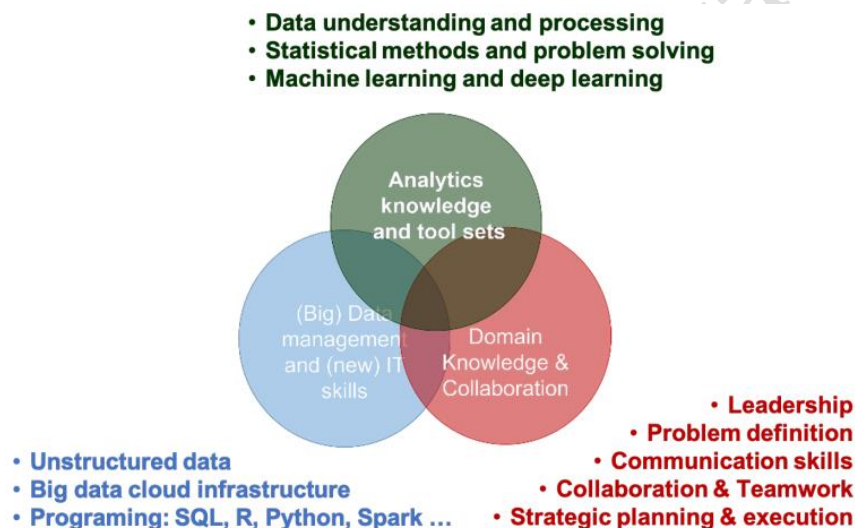 • Data understanding and processing
• Statistical methods and problem solving
• Machine learning and deep learning
Analytics
knowledge
and tool sets
(Big) Data
management
and (new) IT
skills
Domain
Knowledge &
Collaboration
• Unstructured data
• Big data cloud infrastructure
• Programing: SQL, R, Python, Spark ...
• Leadership
• Problem definition
• Communication skills
• Collaboration & Teamwork
• Strategic planning & execution